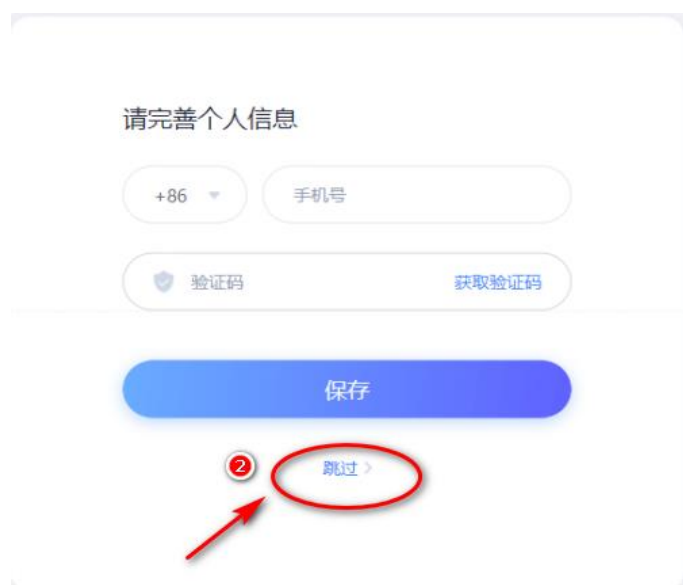 请完善个人信息
+86 手机号
验证码 获取验证码
保存
2 跳过 >